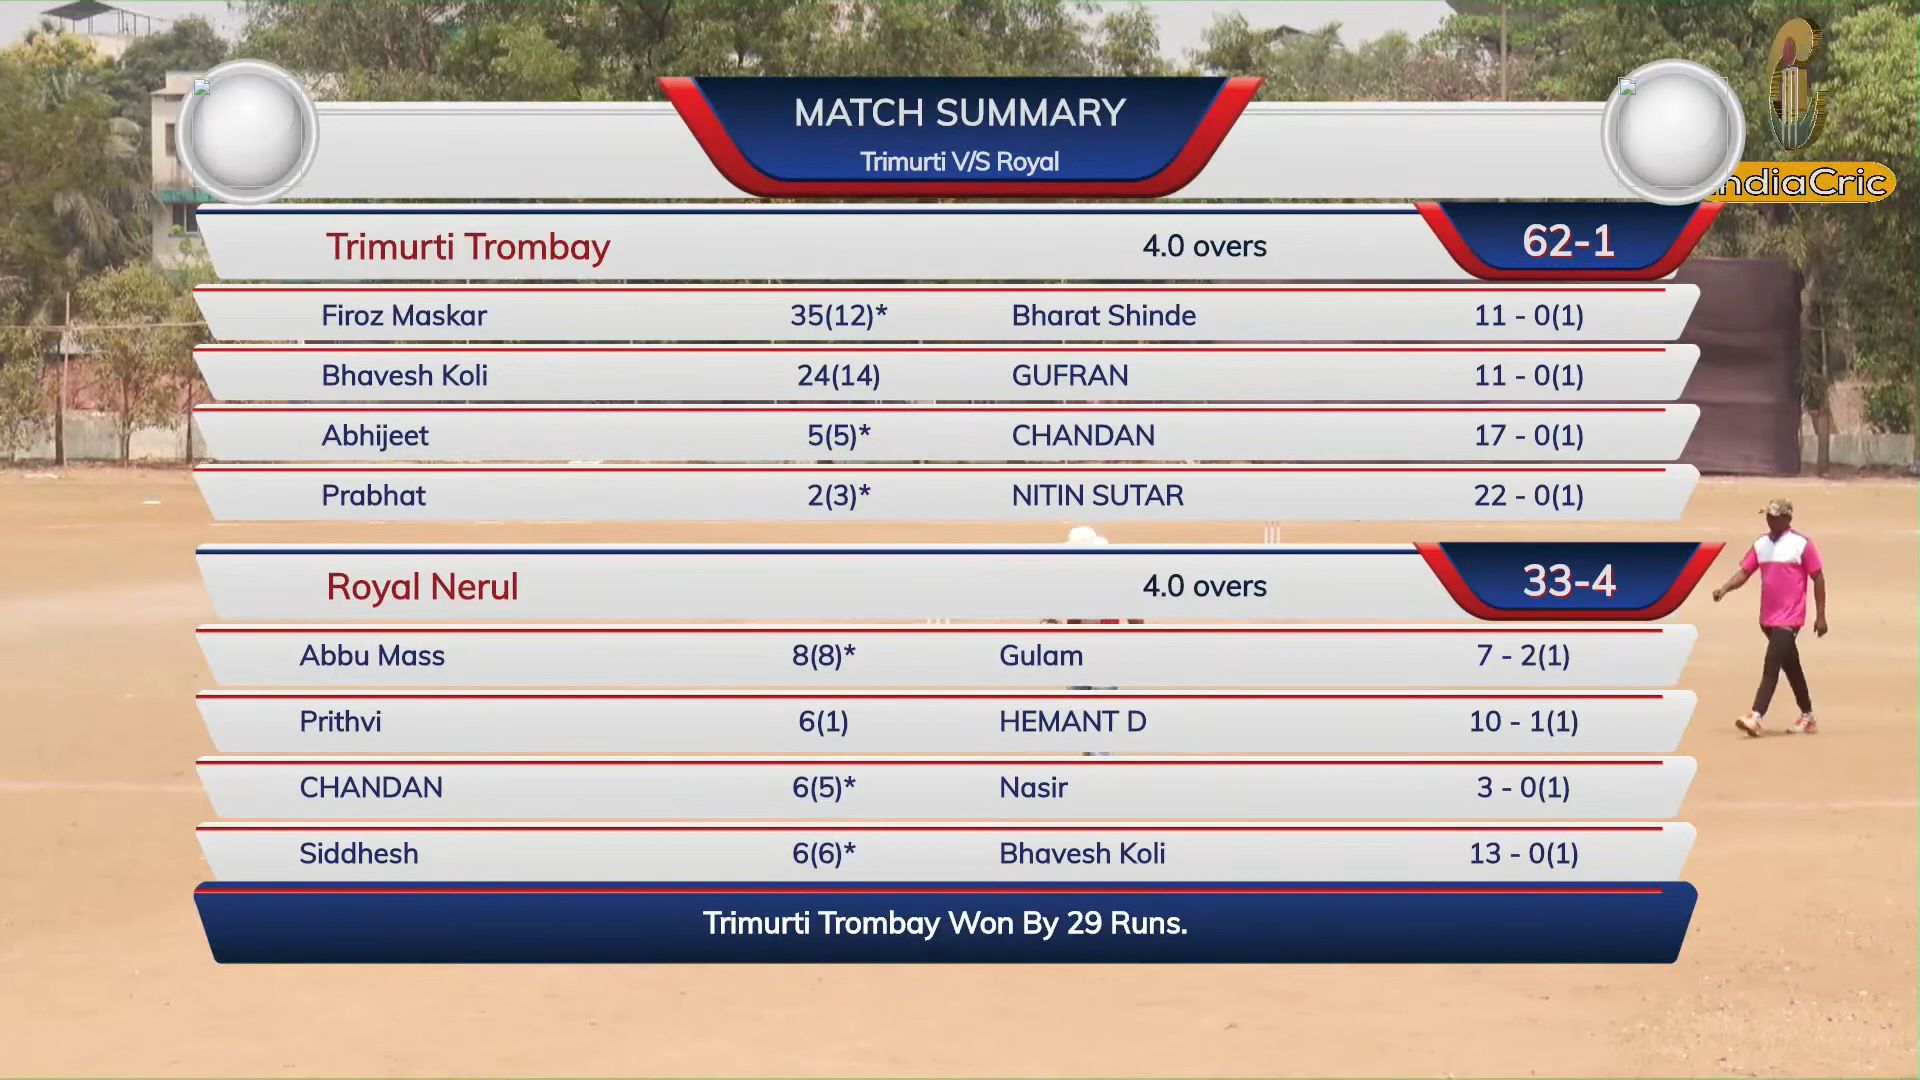 MATCH SUMMARY
Trimurti V/S Royal
ndiaCric
Trimurti Trombay 4.0 overs 62-1
Firoz Maskar 35(12)* Bharat Shinde 11 - 0(1)
Bhavesh Koli 24(14) GUFRAN 11 - 0(1)
Abhijeet 5(5)* CHANDAN 17 - 0(1)
Prabhat 2(3)* NITIN SUTAR 22 - 0(1)
Royal Nerul 4.0 overs 33-4
Abbu Mass 8(8)* Gulam 7 - 2(1)
Prithvi 6(1) HEMANT D 10 - 1(1)
CHANDAN 6(5)* Nasir 3 - 0(1)
Siddhesh 6(6)* Bhavesh Koli 13 - 0(1)
Trimurti Trombay Won By 29 Runs.